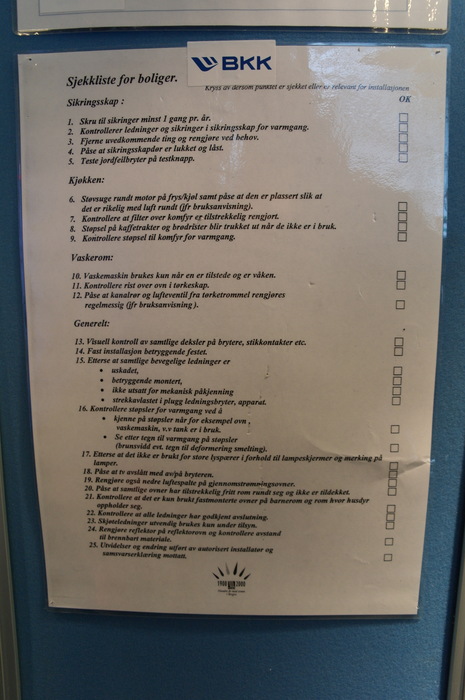 BKK
Sjekkliste for boliger.
Kryss av dersom punktet er sjekket eller er relevant for installasjonen
Sikringsskap :
OK
1. Skru til sikringer minst 1 gang pr. år.
2. Kontrollerer ledninger og sikringer i sikringsskap for varmgang.
3. Fjerne uvedkommende ting og rengjøre ved behov.
4. Påse at sikringsskapdør er lukket og låst.
5. Teste jordfeilbryter på testknapp.
Kjøkken:
6. Støvsuge rundt motor på frys/kjøl samt påse at den er plassert slik at
det er rikelig med luft rundt (jfr bruksanvisning).
7. Kontrollere at filter over komfyr er tilstrekkelig rengjort.
8. Støpsel på kaffetrakter og brødrister blir trukket ut når de ikke er i bruk.
9. Kontrollere støpsel til komfyr for varmgang.
Vaskerom:
10. Vaskemaskin brukes kun når en er tilstede og er våken.
11. Kontrollere rist over ovn i tørkeskap.
12. Påse at kanalrør og lufteventil fra tørketrommel rengjøres
regelmessig (jfr bruksanvisning ).
Generelt:
13. Visuell kontroll av samtlige deksler på brytere, stikkontakter etc.
14. Fast installasjon betryggende festet.
15. Etterse at samtlige bevegelige ledninger er
• uskadet,
• betryggende montert,
• ikke utsatt for mekanisk påkjenning
• strekkavlastet i plugg ledningsbryter, apparat.
16. Kontrollere støpsler for varmgang ved å
• kjenne på støpsler når for eksempel ovn ,
vaskemaskin, v.v tank er i bruk.
• Se etter tegn til varmgang på støpsler
(brunsvidd evt. tegn til deformering smelting).
17. Etterse at det ikke er brukt for store lyspærer i forhold til lampeskjermer og merking på
lamper.
18. Påse at tv avslått med av/på bryteren.
19. Rengjøre også nedre luftespalte på gjennomstrømningsovner.
20. Påse at samtlige ovner har tilstrekkelig fritt rom rundt seg og ikke er tildekket.
21. Kontrollere at det er kun brukt fastmonterte ovner på barnerom og rom hvor husdyr
oppholder seg.
22. Kontrollere at alle ledninger har godkjent avslutning.
23. Skjøteledninger utvendig brukes kun under tilsyn.
24. Rengjøre reflektor på reflektorovn og kontrollere avstand
til brennbart materiale.
25. Utvidelser og endring utført av autorisert installatør og
samsvarserklæring mottatt.